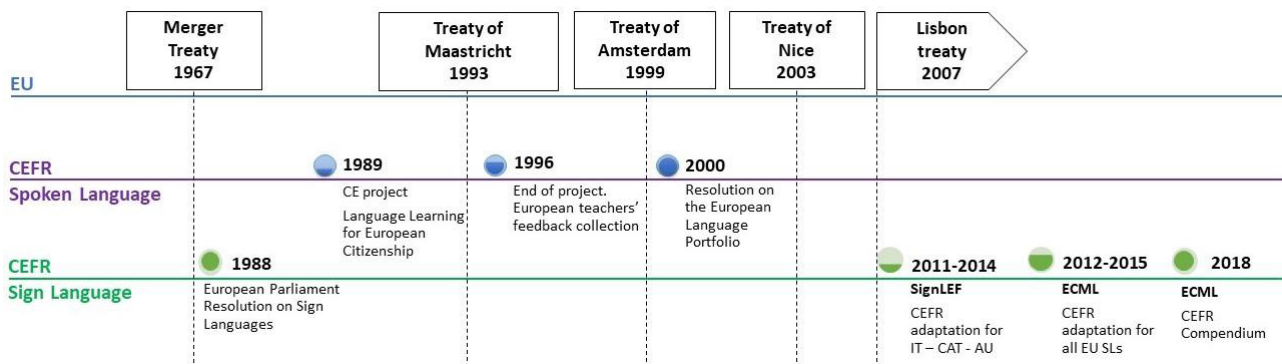 Merger
Treaty
1967
Treaty of
Maastricht
1993
Treaty of
Amsterdam
1999
Treaty of
Nice
2003
Lisbon
treaty
2007
EU
CEFR
Spoken Language
1989
CE project
Language Learning
for European
Citizenship
1996
End of project.
European teachers’
feedback collection
2000
Resolution on
the European
Language
Portfolio
CEFR
Sign Language
1988
European Parliament
Resolution on Sign
Languages
2011-2014
SignLEF
CEFR
adaptation for
IT – CAT - AU
2012-2015
ECML
CEFR
adaptation for
all EU SLs
2018
ECML
CEFR
Compendium